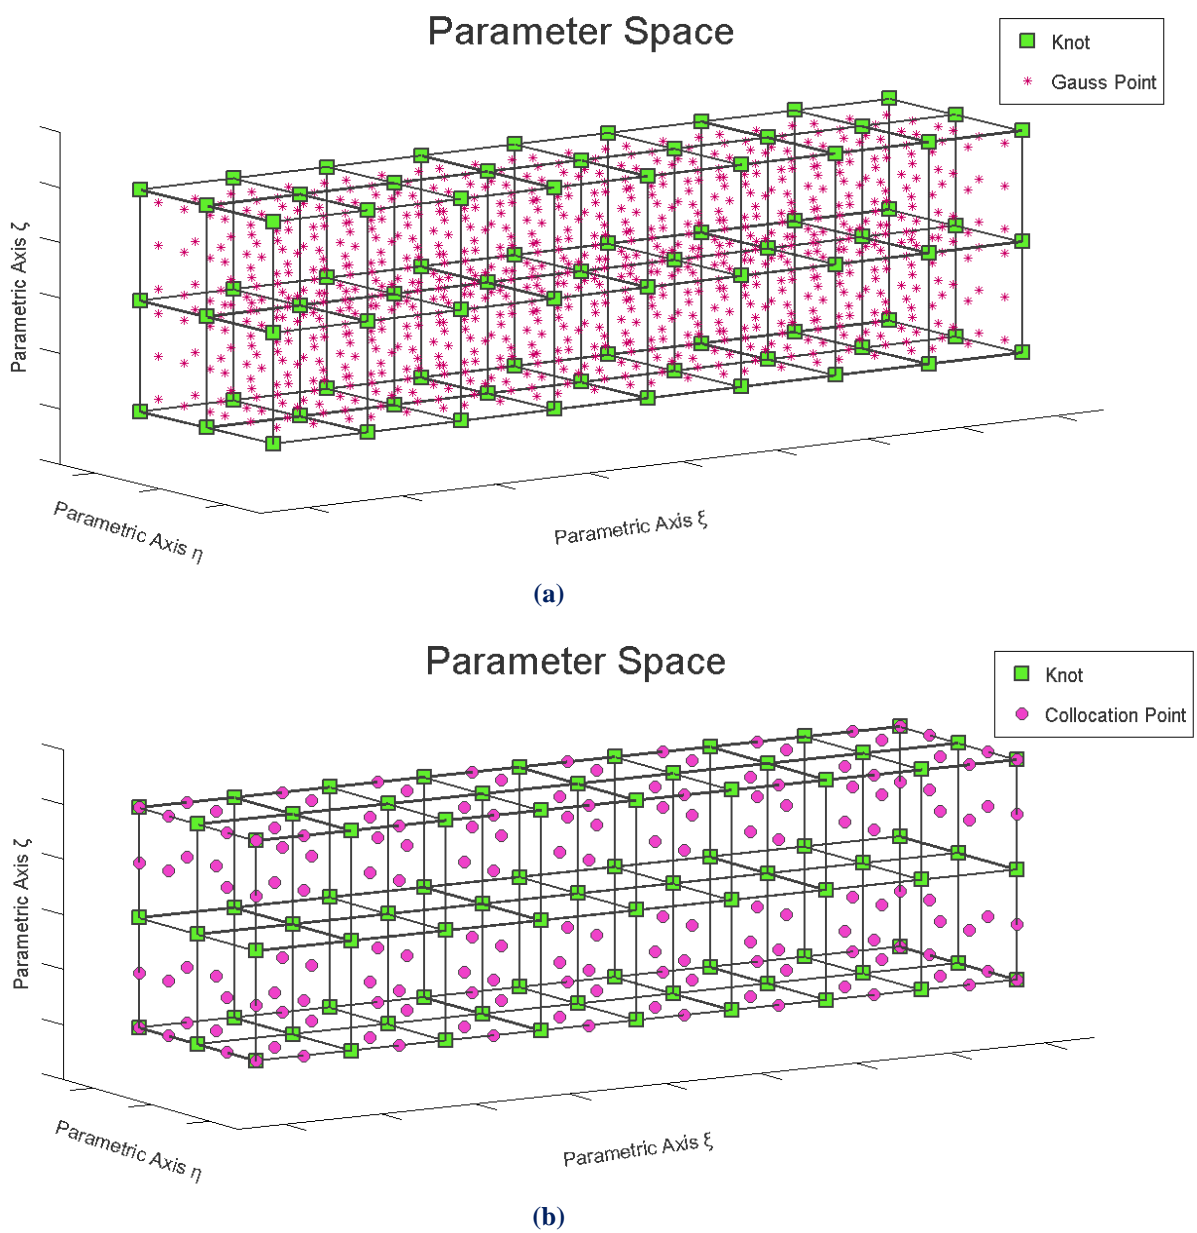 Parameter Space
Knot
Gauss Point
Parametric Axis ζ
Parametric Axis η
Parametric Axis ξ
(a)
Parameter Space
Knot
Collocation Point
Parametric Axis ζ
Parametric Axis η
Parametric Axis ξ
(b)